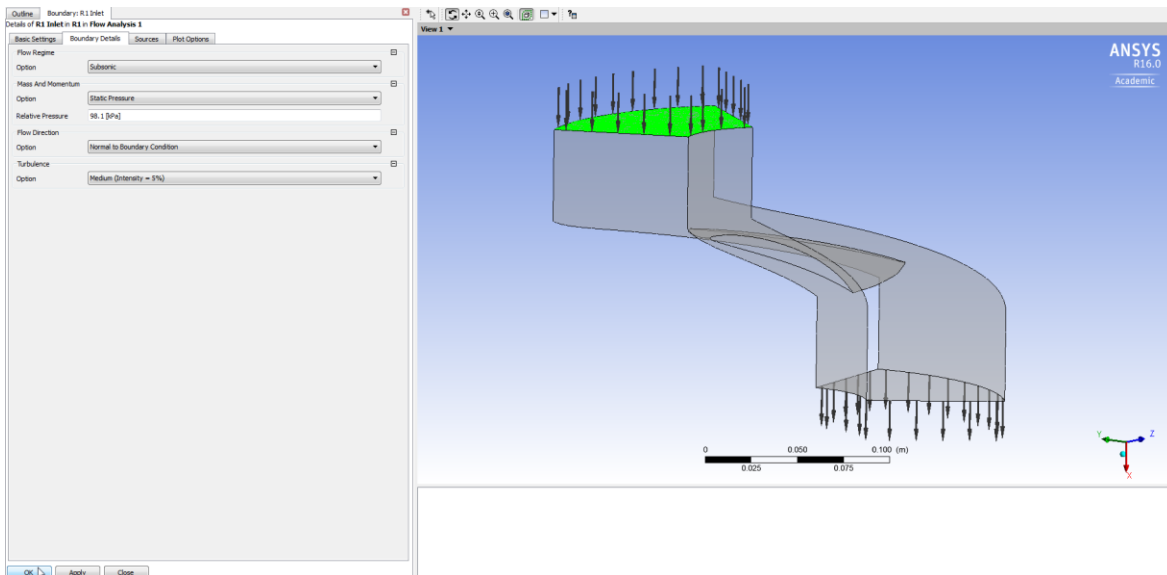 Outline Boundary: R1 Inlet
Details of R1 Inlet in R1 in Flow Analysis 1
Basic Settings Boundary Details Sources Plot Options
Flow Regime
Option Subsonic
Mass And Momentum
Option Static Pressure
Relative Pressure 98.1 [kPa]
Flow Direction
Option Normal to Boundary Condition
Turbulence
Option Medium (Intensity = 5%)
OK Apply Close
View 1
ANSYS
R16.0
Academic
0 0.050 0.100 (m)
0.025 0.075
Y Z
X